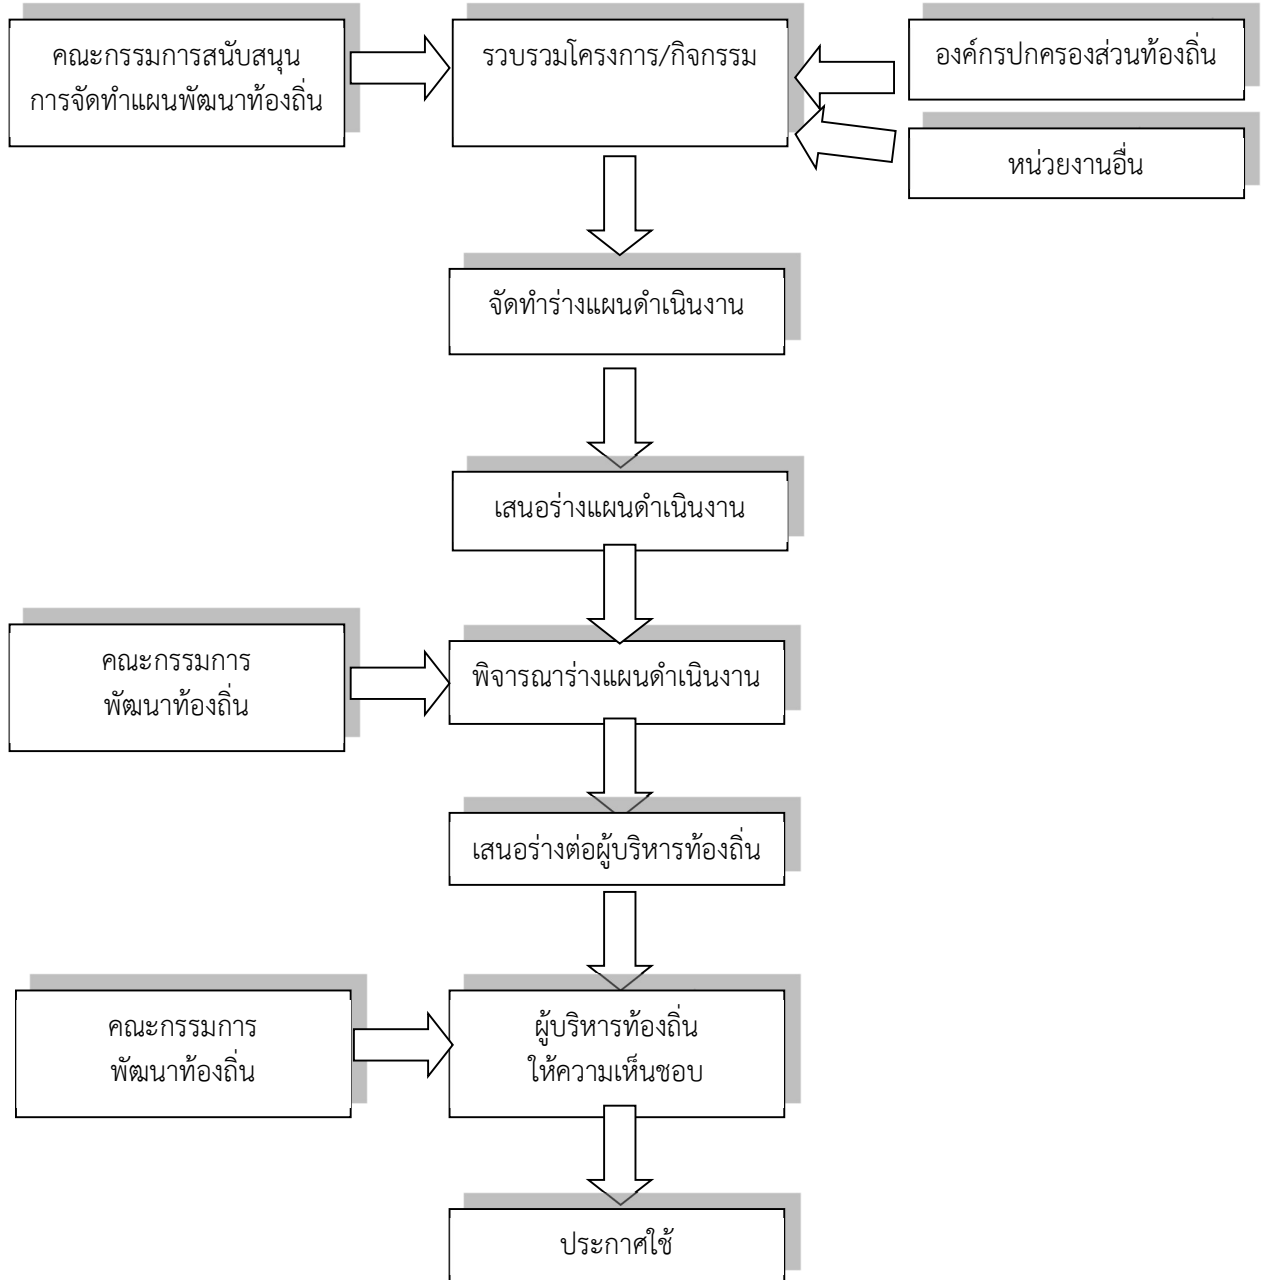 คณะกรรมการสนับสนุน
การจัดทำแผนพัฒนาท้องถิ่น
รวบรวมโครงการ/กิจกรรม
องค์กรปกครองส่วนท้องถิ่น
หน่วยงานอื่น
จัดทำร่างแผนดำเนินงาน
เสนอร่างแผนดำเนินงาน
คณะกรรมการ
พัฒนาท้องถิ่น
พิจารณาร่างแผนดำเนินงาน
เสนอร่างต่อผู้บริหารท้องถิ่น
คณะกรรมการ
พัฒนาท้องถิ่น
ผู้บริหารท้องถิ่น
ให้ความเห็นชอบ
ประกาศใช้